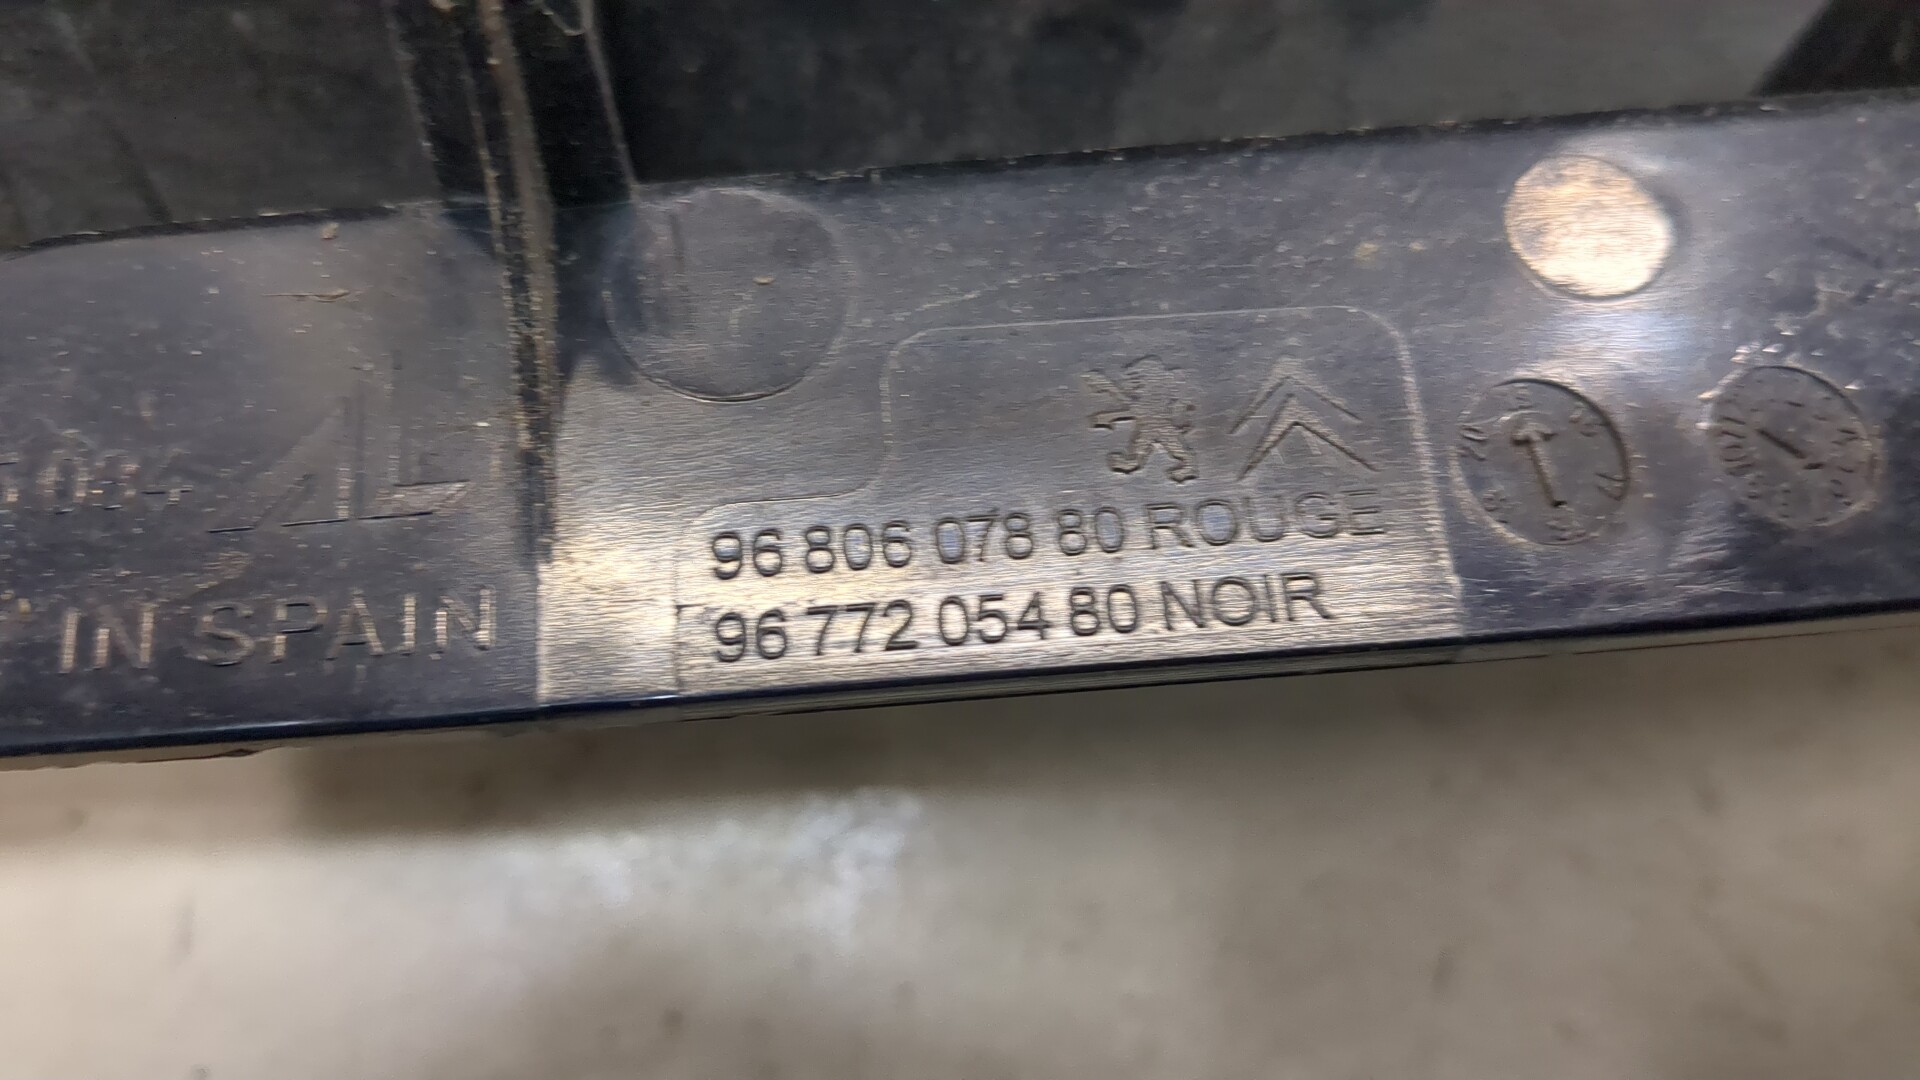 96 806 078 80 ROUGE
96 772 054 80 NOIR
IN SPAIN